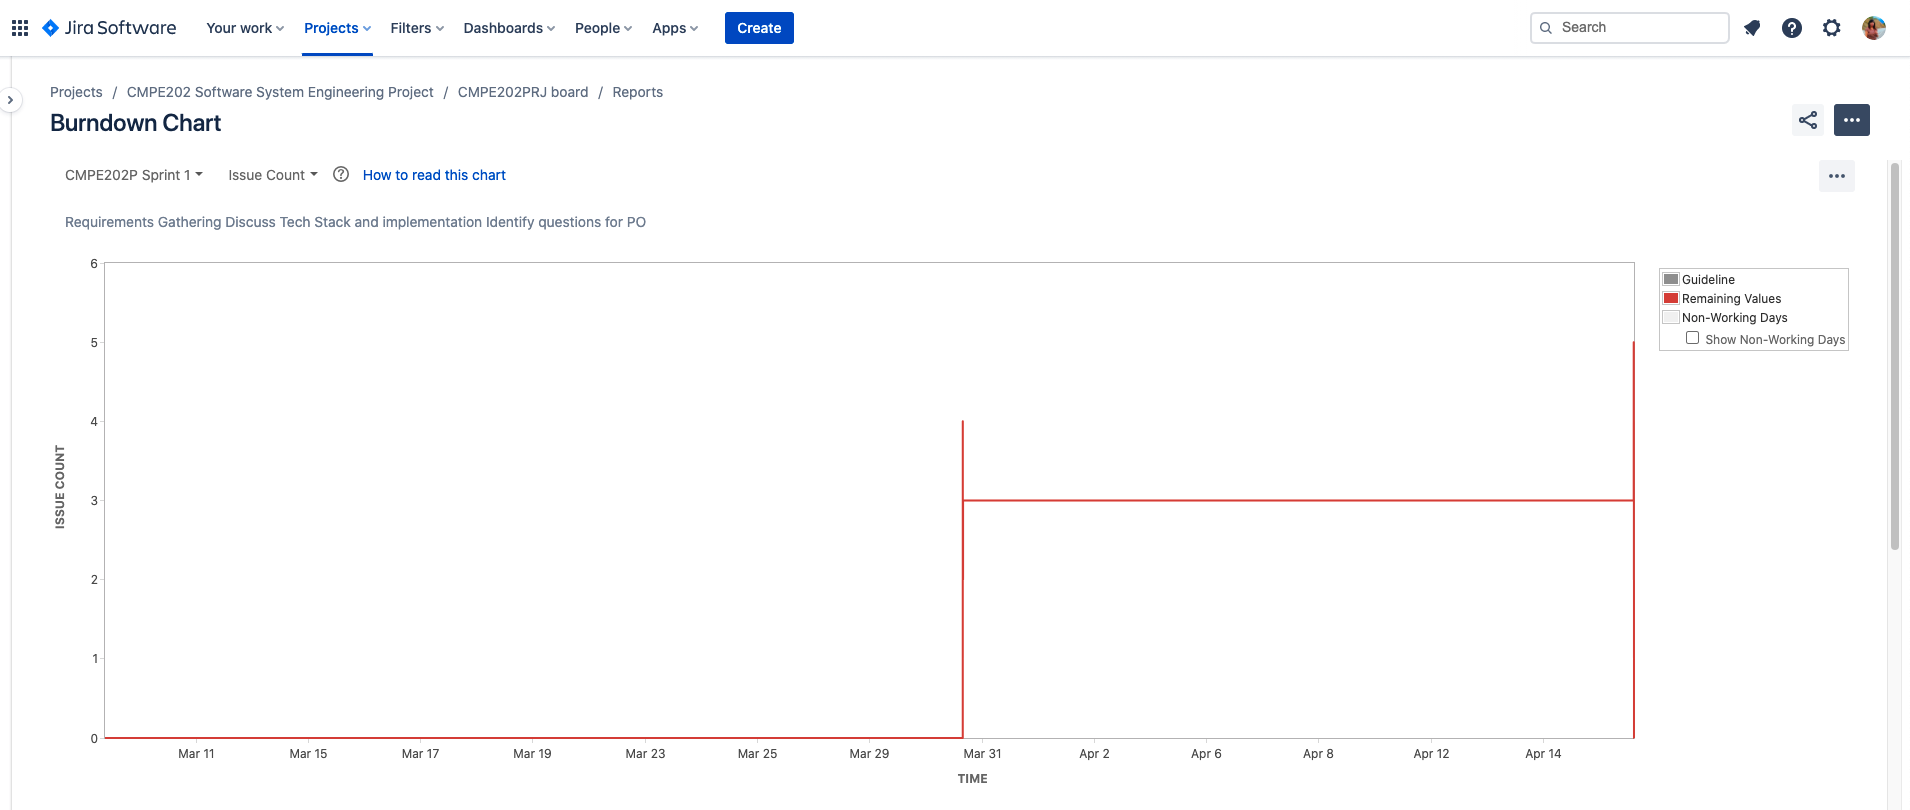 Jira Software Your work Projects Filters Dashboards People Apps Create Search
Projects / CMPE202 Software System Engineering Project / CMPE202PRJ board / Reports
Burndown Chart
CMPE202P Sprint 1 Issue Count How to read this chart
Requirements Gathering Discuss Tech Stack and implementation Identify questions for PO
6
5
4
3
2
1
0
ISSUE COUNT
Mar 11 Mar 15 Mar 17 Mar 19 Mar 23 Mar 25 Mar 29 Mar 31 Apr 2 Apr 6 Apr 8 Apr 12 Apr 14
TIME
Guideline
Remaining Values
Non-Working Days
Show Non-Working Days